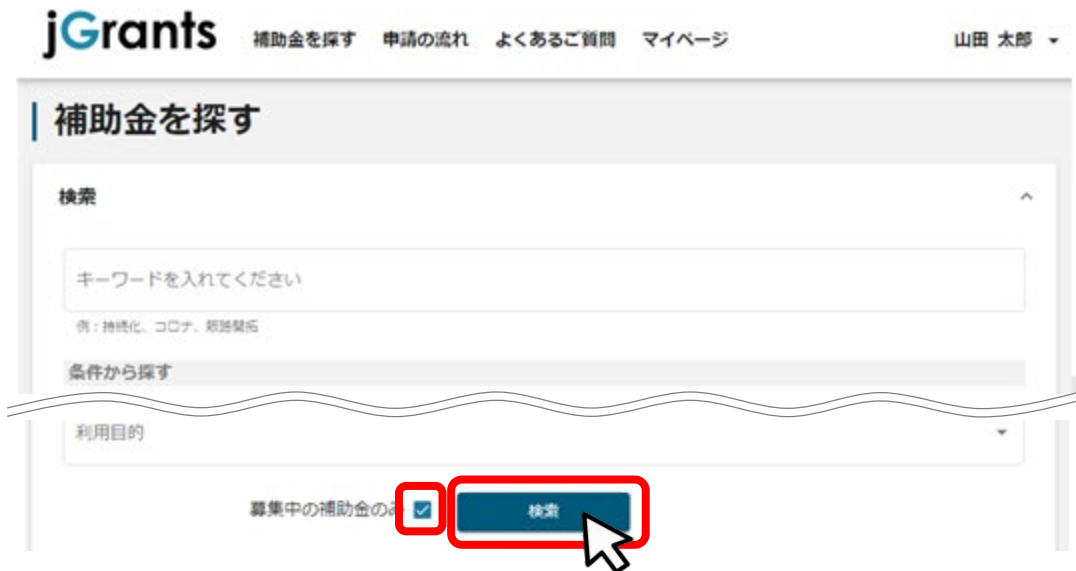 jGrants 補助金を探す 申請の流れ よくあるご質問 マイページ 山田 太郎
補助金を探す
検索
キーワードを入れてください
例：持続化、コロナ、販路開拓
条件から探す
利用目的
募集中の補助金のみ 検索